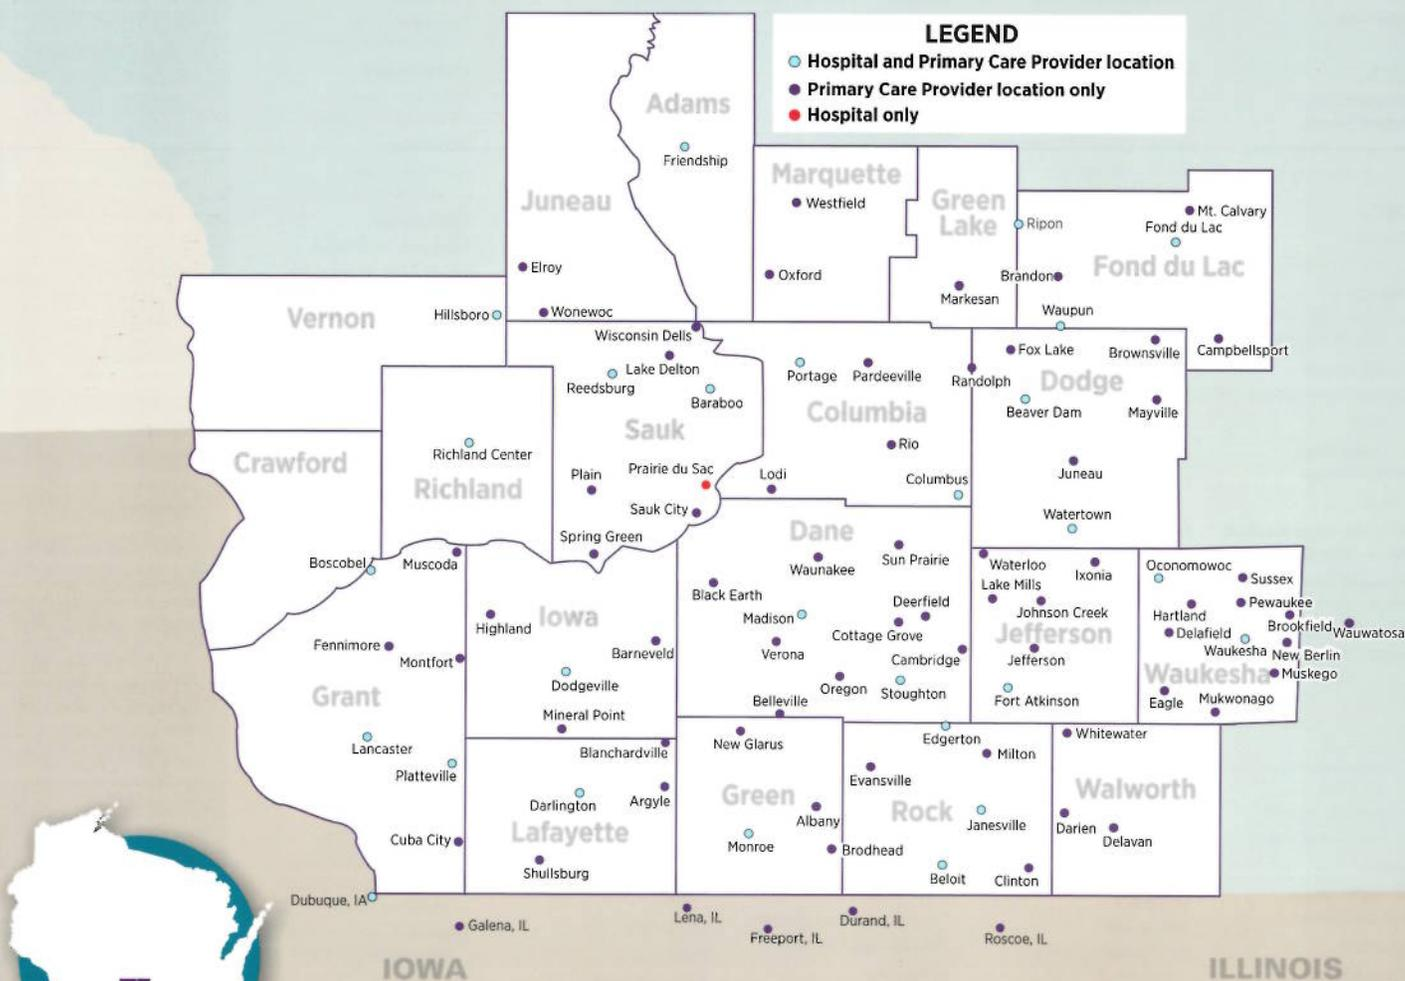 LEGEND
Hospital and Primary Care Provider location
Primary Care Provider location only
Hospital only
Adams
Friendship
Juneau
Elroy
Wonewoc
Marquette
Westfield
Oxford
Green
Lake
Markesan
Ripon
Mt. Calvary
Fond du Lac
Fond du Lac
Brandon
Waupun
Campbellsport
Vernon
Hillsboro
Wisconsin Dells
Lake Delton
Reedsburg
Baraboo
Sauk
Plain
Prairie du Sac
Sauk City
Spring Green
Portage
Pardeeville
Columbia
Rio
Lodi
Columbus
Randolph
Fox Lake
Brownsville
Dodge
Beaver Dam
Mayville
Juneau
Watertown
Crawford
Richland Center
Richland
Boscobel
Muscoda
Fennimore
Montfort
Grant
Lancaster
Platteville
Cuba City
Dubuque, IA
Highland
Iowa
Barneveld
Dodgeville
Mineral Point
Dane
Sun Prairie
Waunakee
Black Earth
Deerfield
Madison
Cottage Grove
Verona
Cambridge
Oregon
Stoughton
Belleville
Waterloo
Ixonia
Lake Mills
Johnson Creek
Jefferson
Jefferson
Fort Atkinson
Oconomowoc
Sussex
Hartland
Pewaukee
Brookfield
Wauwatosa
Delafield
Waukesha
New Berlin
Waukesha
Muskego
Eagle
Mukwonago
Blanchardville
Darlington
Argyle
Lafayette
Shullsburg
New Glarus
Green
Albany
Monroe
Brodhead
Edgerton
Milton
Evansville
Rock
Janesville
Beloit
Clinton
Whitewater
Walworth
Darien
Delavan
Galena, IL
Lena, IL
Freeport, IL
Durand, IL
Roscoe, IL
IOWA
ILLINOIS